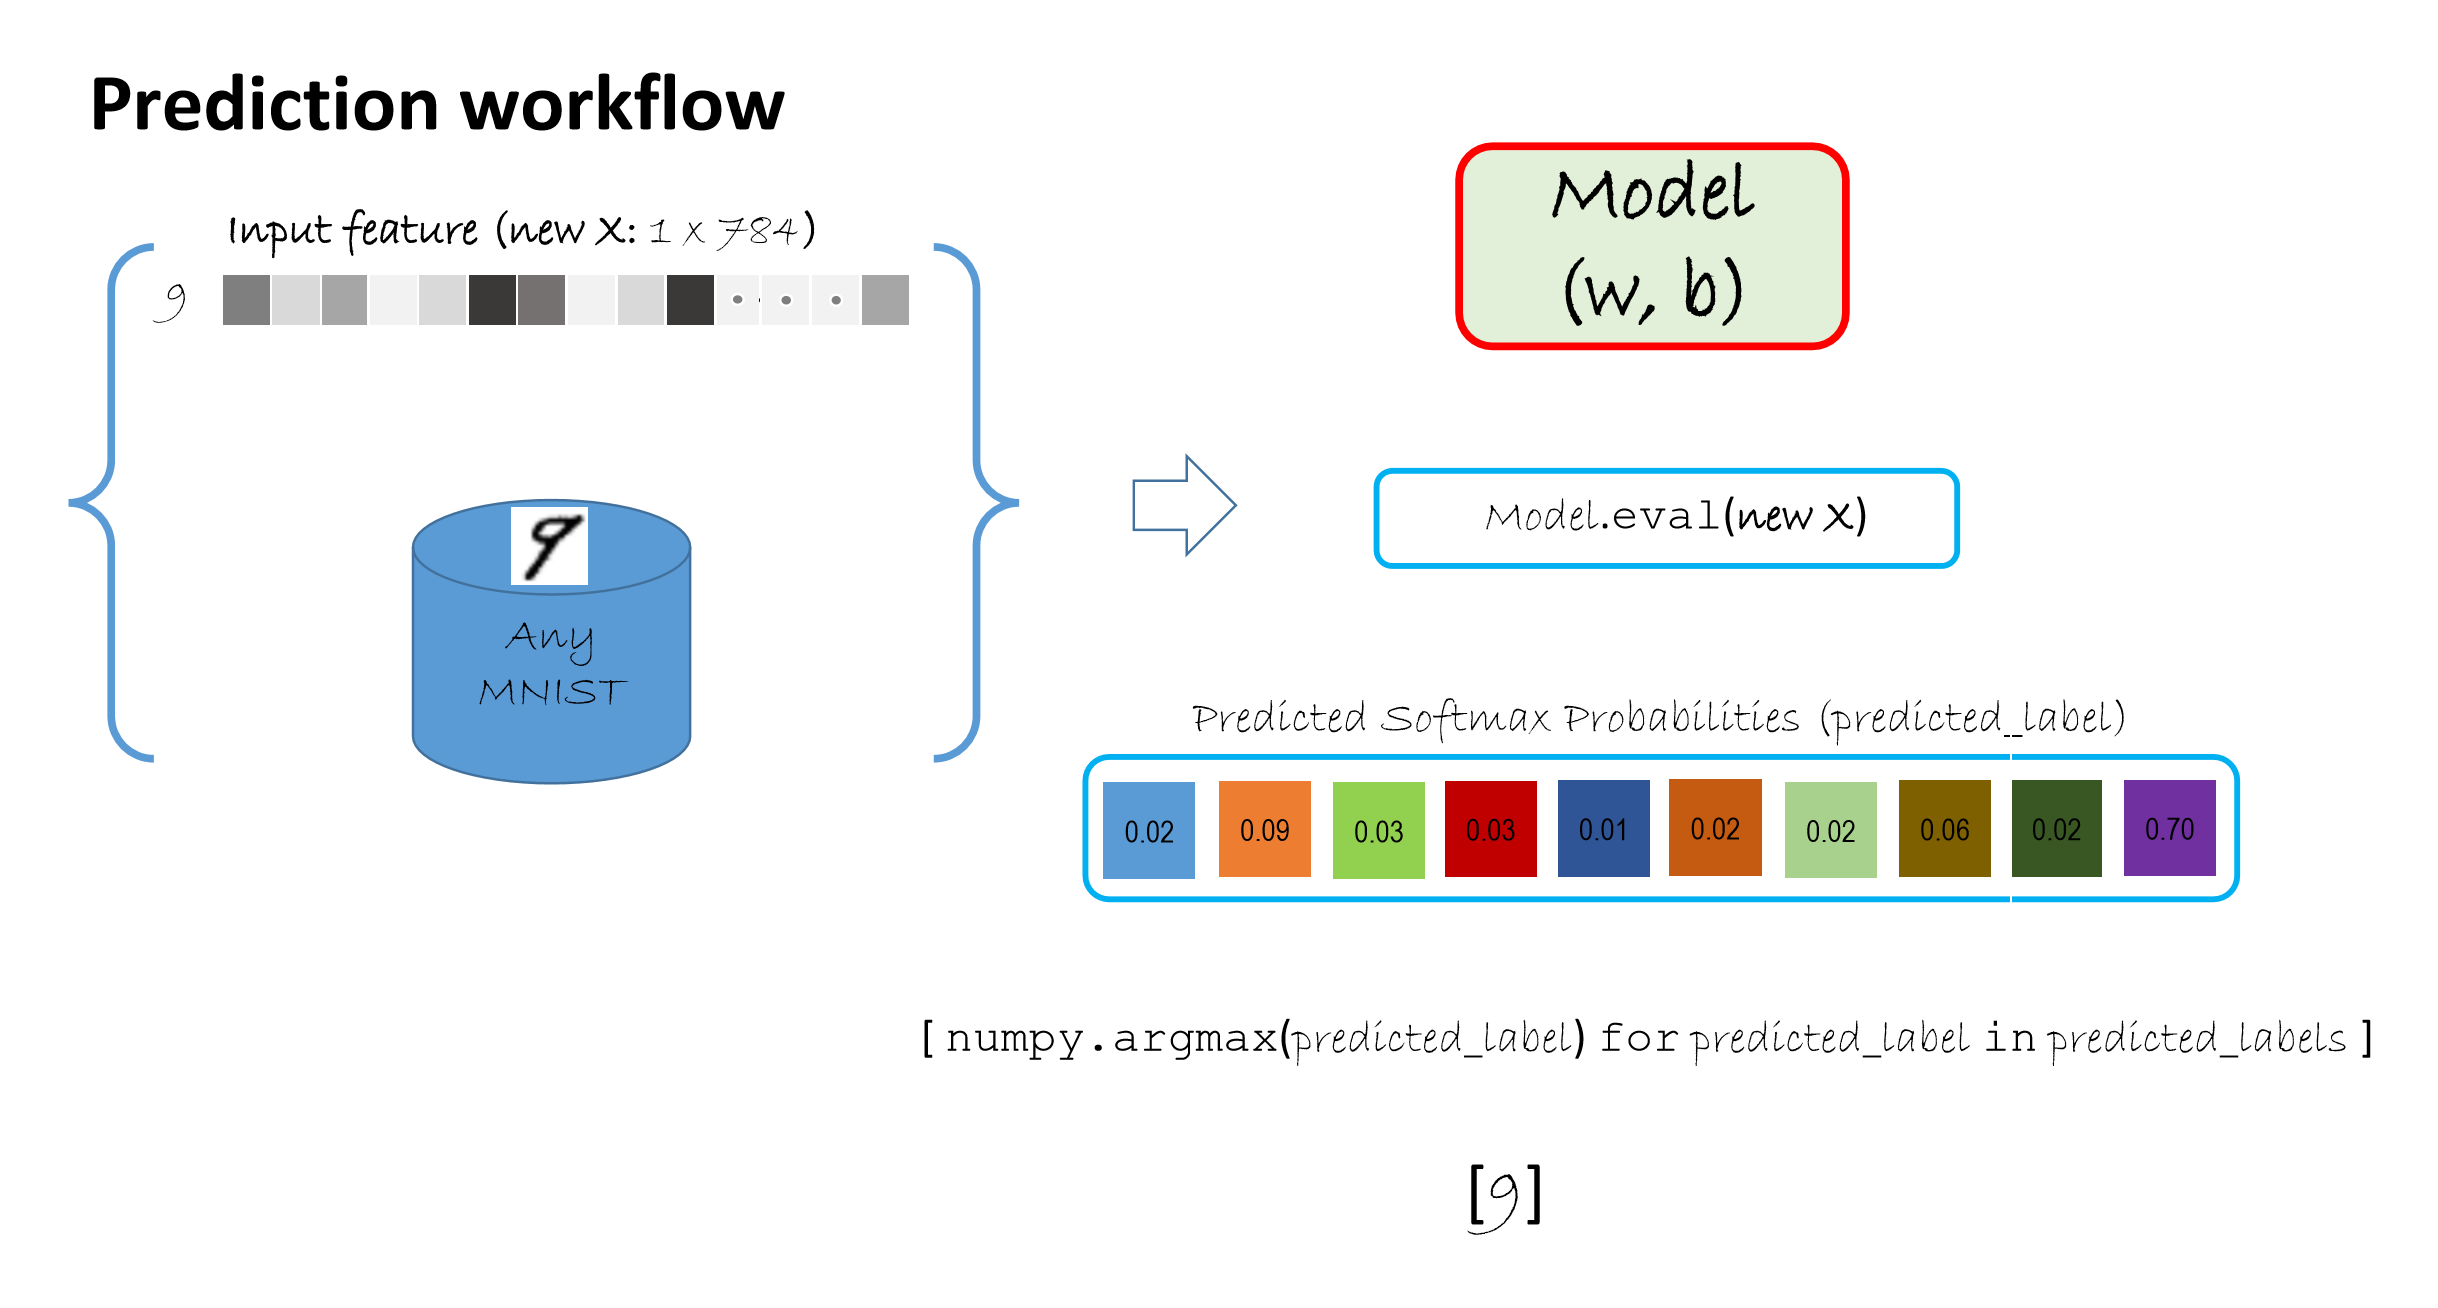 Prediction workflow
Input feature (new X: 1 x 784)
9
9
Any
MNIST
Model
(w, b)
Model.eval(new X)
Predicted Softmax Probabilities (predicted_label)
0.02 0.09 0.03 0.03 0.01 0.02 0.02 0.06 0.02 0.70
[ numpy.argmax(predicted_label) for predicted_label in predicted_labels ]
[9]